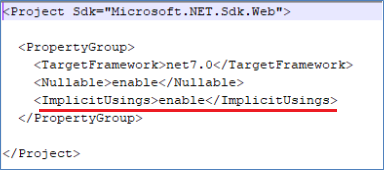 <Project Sdk="Microsoft.NET.Sdk.Web">
<PropertyGroup>
<TargetFramework>net7.0</TargetFramework>
<Nullable>enable</Nullable>
<ImplicitUsings>enable</ImplicitUsings>
</PropertyGroup>
</Project>